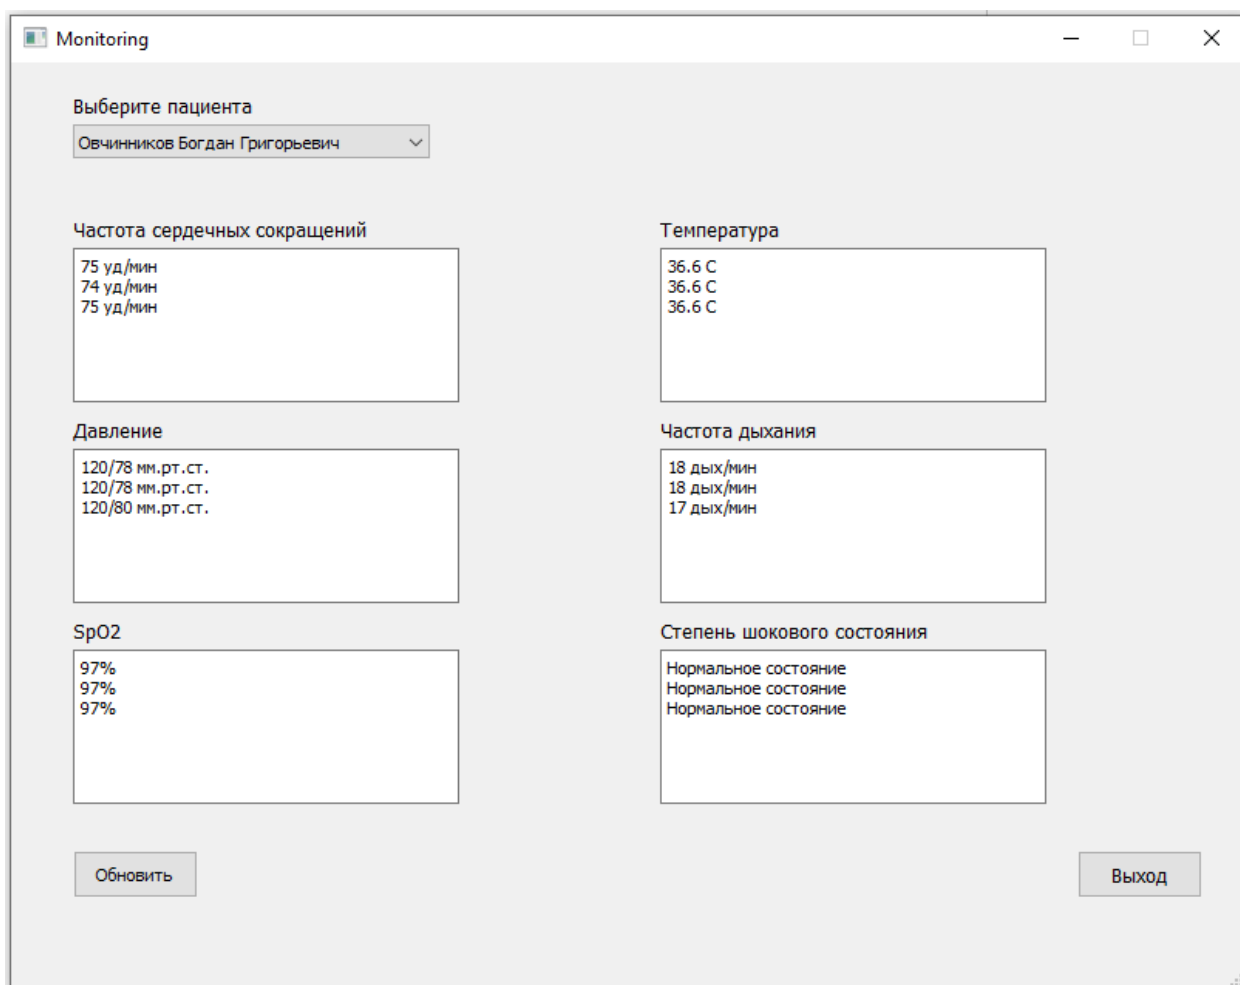 Monitoring
Выберите пациента
Овчинников Богдан Григорьевич
Частота сердечных сокращений
75 уд/мин
74 уд/мин
75 уд/мин
Температура
36.6 C
36.6 C
36.6 C
Давление
120/78 мм.рт.ст.
120/78 мм.рт.ст.
120/80 мм.рт.ст.
Частота дыхания
18 дых/мин
18 дых/мин
17 дых/мин
SpO2
97%
97%
97%
Степень шокового состояния
Нормальное состояние
Нормальное состояние
Нормальное состояние
Обновить
Выход